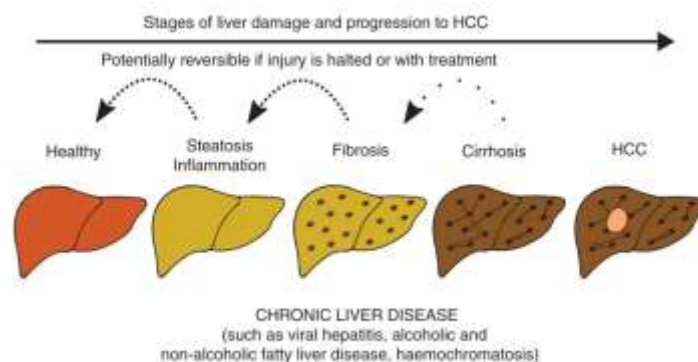 Stages of liver damage and progression to HCC
Potentially reversible if injury is halted or with treatment
Healthy
Steatosis
Inflammation
Fibrosis
Cirrhosis
HCC
CHRONIC LIVER DISEASE
(such as viral hepatitis, alcoholic and
non-alcoholic fatty liver disease, haemochromatosis)